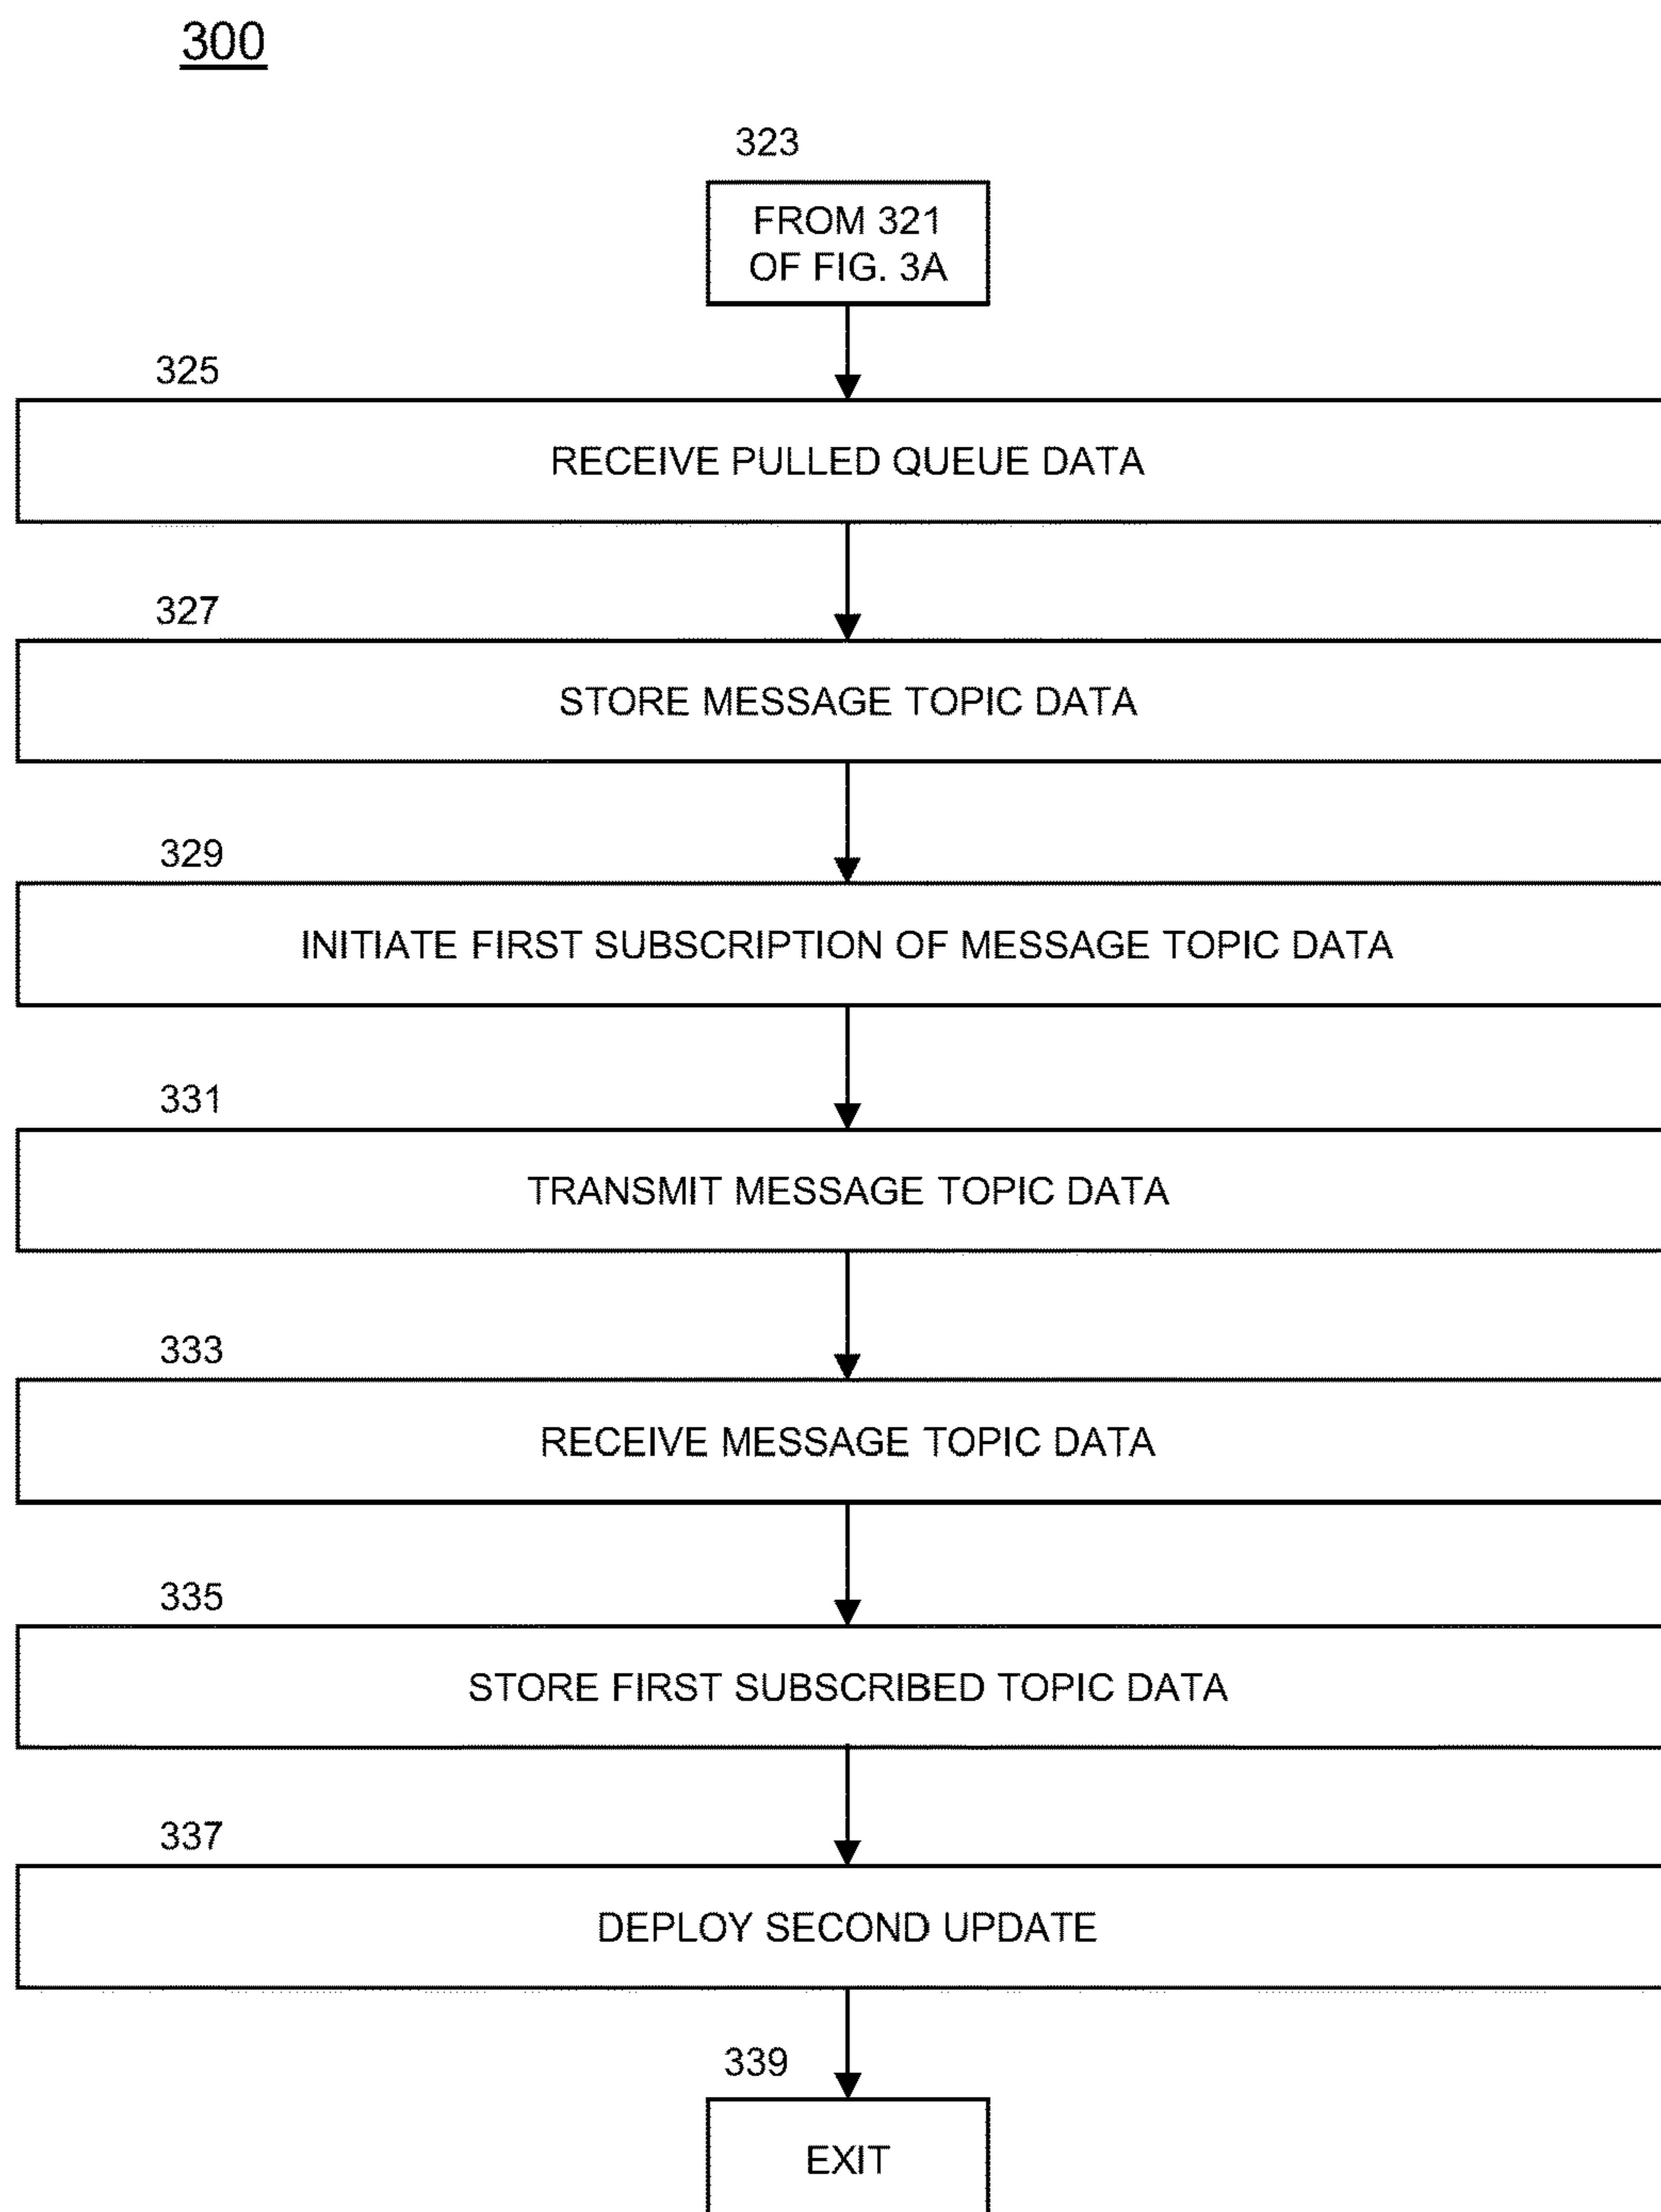 300
323
FROM 321
OF FIG. 3A
325
RECEIVE PULLED QUEUE DATA
327
STORE MESSAGE TOPIC DATA
329
INITIATE FIRST SUBSCRIPTION OF MESSAGE TOPIC DATA
331
TRANSMIT MESSAGE TOPIC DATA
333
RECEIVE MESSAGE TOPIC DATA
335
STORE FIRST SUBSCRIBED TOPIC DATA
337
DEPLOY SECOND UPDATE
339
EXIT